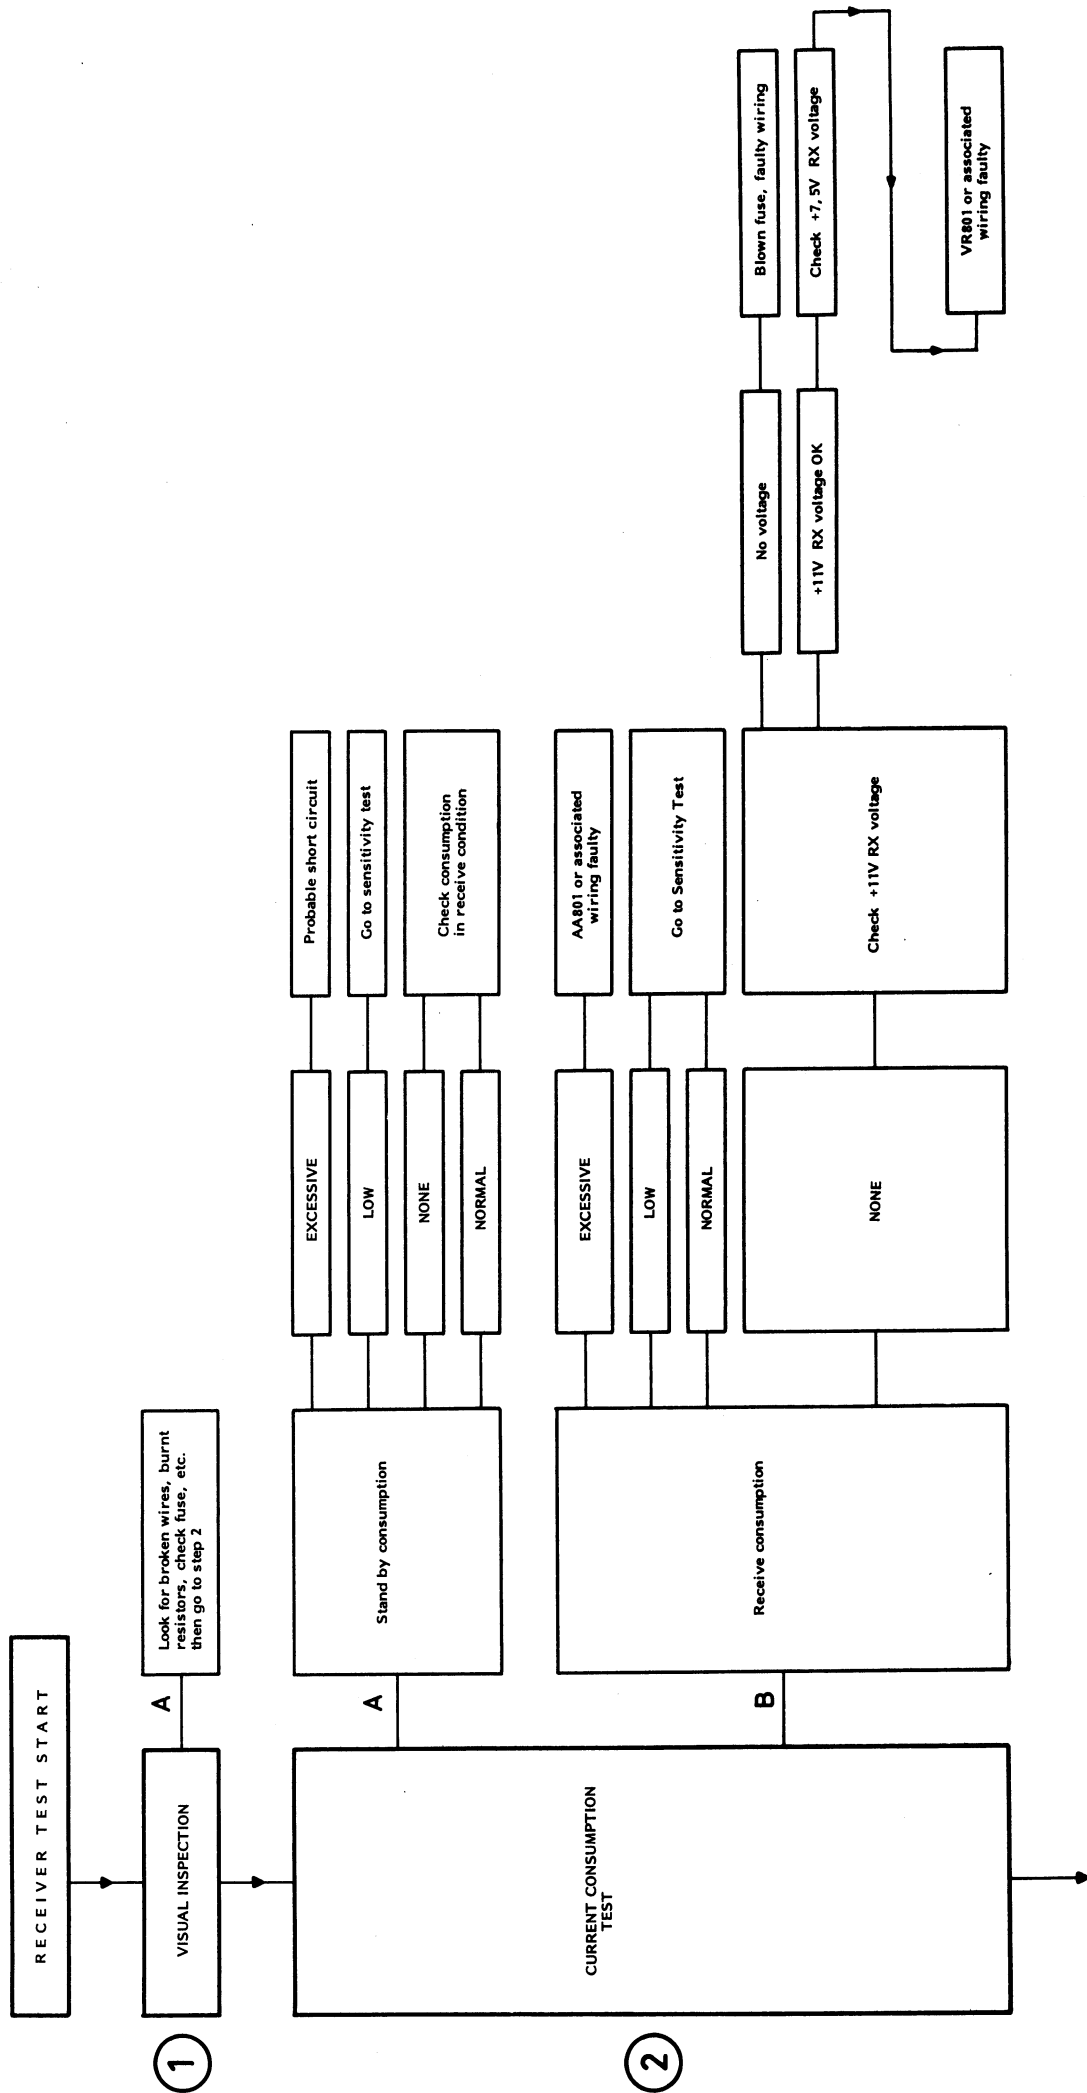 RECEIVER TEST START
1
VISUAL INSPECTION
A
Look for broken wires, burnt
resistors, check fuse, etc.
then go to step 2
2
CURRENT CONSUMPTION
TEST
A
Stand by consumption
EXCESSIVE
Probable short circuit
LOW
Go to sensitivity test
NONE
NORMAL
Check consumption
in receive condition
B
Receive consumption
EXCESSIVE
AA801 or associated
wiring faulty
LOW
NORMAL
Go to Sensitivity Test
NONE
Check +11V RX voltage
No voltage
Blown fuse, faulty wiring
+11V RX voltage OK
Check +7,5V RX voltage
VR801 or associated
wiring faulty